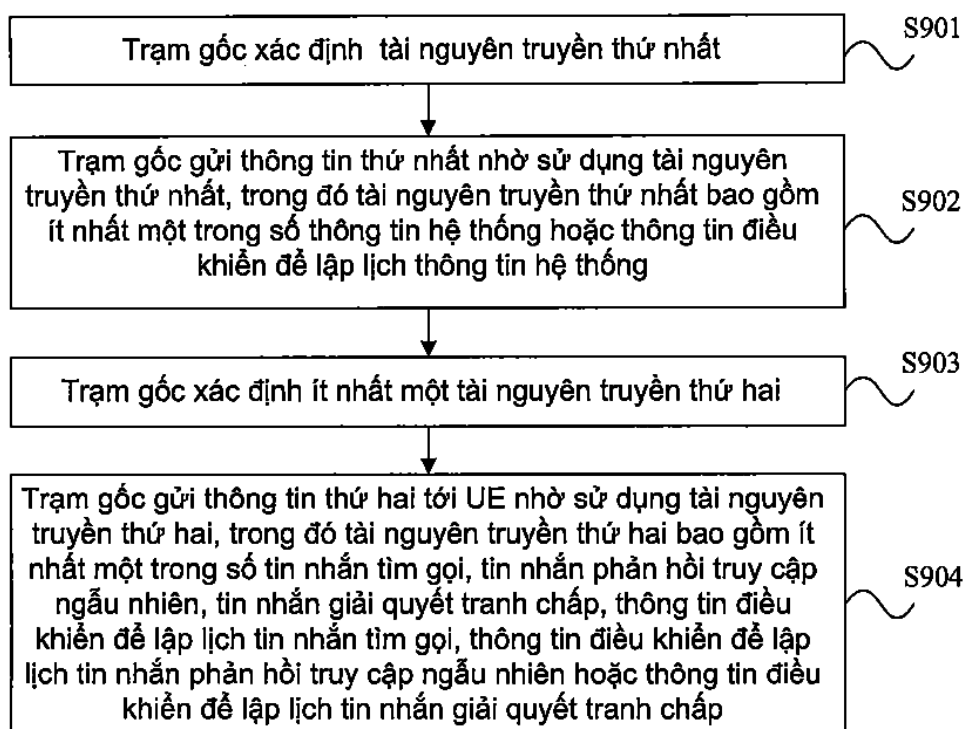 Trạm gốc xác định tài nguyên truyền thứ nhất
S901
Trạm gốc gửi thông tin thứ nhất nhờ sử dụng tài nguyên
truyền thứ nhất, trong đó tài nguyên truyền thứ nhất bao gồm
ít nhất một trong số thông tin hệ thống hoặc thông tin điều
khiển để lập lịch thông tin hệ thống
S902
Trạm gốc xác định ít nhất một tài nguyên truyền thứ hai
S903
Trạm gốc gửi thông tin thứ hai tới UE nhờ sử dụng tài nguyên
truyền thứ hai, trong đó tài nguyên truyền thứ hai bao gồm ít
nhất một trong số tin nhắn tìm gọi, tin nhắn phản hồi truy cập
ngẫu nhiên, tin nhắn giải quyết tranh chấp, thông tin điều
khiển để lập lịch tin nhắn tìm gọi, thông tin điều khiển để lập
lịch tin nhắn phản hồi truy cập ngẫu nhiên hoặc thông tin điều
khiển để lập lịch tin nhắn giải quyết tranh chấp
S904